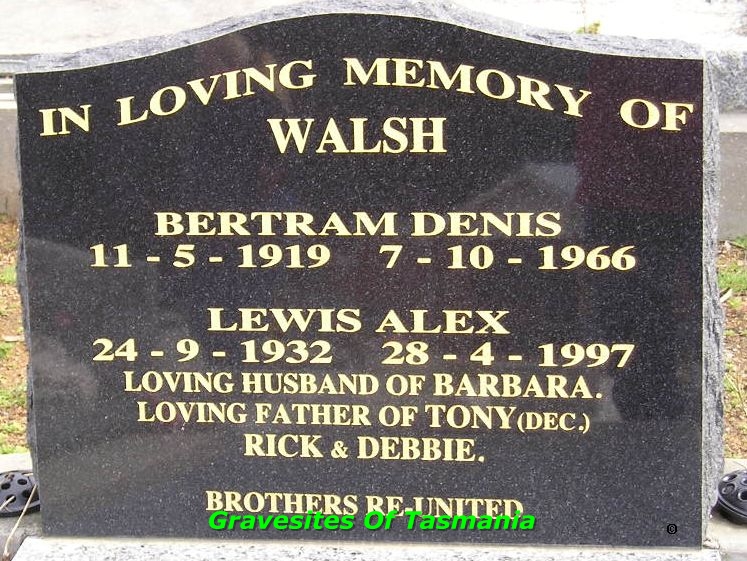 IN LOVING MEMORY OF
WALSH
BERTRAM DENIS
11 - 5 - 1919 7 - 10 - 1966
LEWIS ALEX
24 - 9 - 1932 28 - 4 - 1997
LOVING HUSBAND OF BARBARA.
LOVING FATHER OF TONY(DEC.)
RICK & DEBBIE.
BROTHERS RE-UNITED
Gravesites Of Tasmania